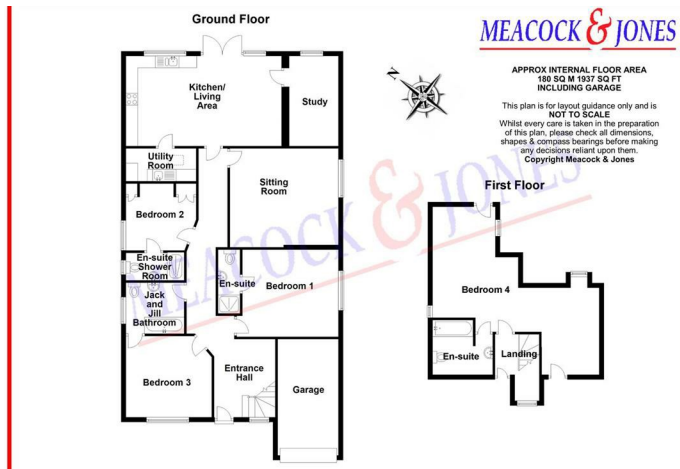 Ground Floor
MEACOCK & JONES
APPROX INTERNAL FLOOR AREA
180 SQ M 1937 SQ FT
INCLUDING GARAGE
This plan is for layout guidance only and is
NOT TO SCALE
Whilst every care is taken in the preparation
of this plan, please check all dimensions,
shapes & compass bearings before making
any decisions reliant upon them.
Copyright Meacock & Jones
N
Kitchen/
Living
Area
Study
Utility
Room
Sitting
Room
Bedroom 2
En-suite
Shower
Room
En-suite
Bedroom 1
Jack
and
Jill
Bathroom
Bedroom 3
Entrance
Hall
Garage
First Floor
Bedroom 4
En-suite
Landing
MEACOCK & JONES